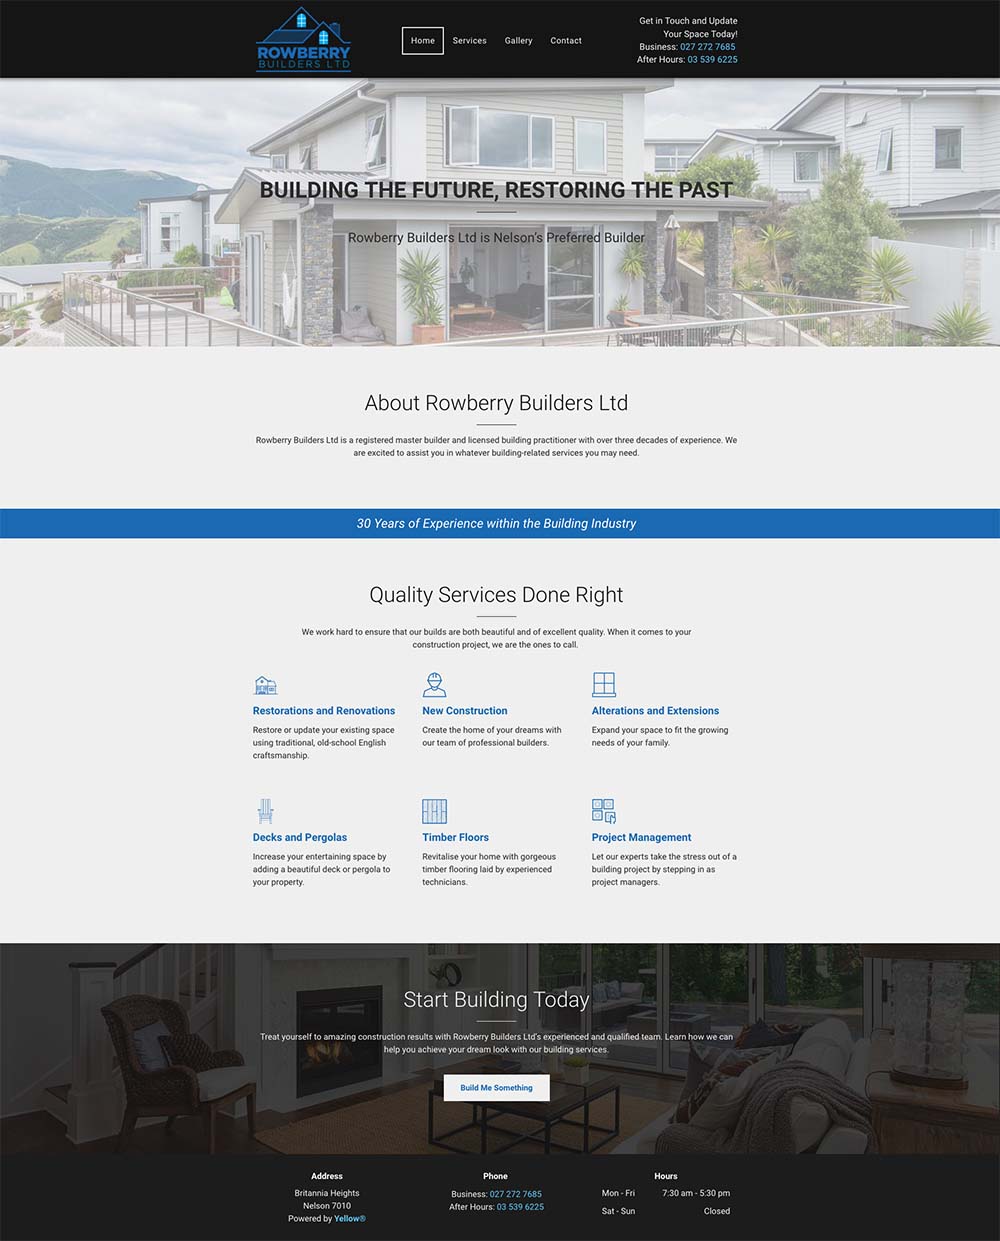 ROWBERRY
BUILDERS LTD
Home
Services
Gallery
Contact
Get in Touch and Update
Your Space Today!
Business: 027 272 7685
After Hours: 03 539 6225
BUILDING THE FUTURE, RESTORING THE PAST
Rowberry Builders Ltd is Nelson's Preferred Builder
About Rowberry Builders Ltd
Rowberry Builders Ltd is a registered master builder and licensed building practitioner with over three decades of experience. We
are excited to assist you in whatever building-related services you may need.
30 Years of Experience within the Building Industry
Quality Services Done Right
We work hard to ensure that our builds are both beautiful and of excellent quality. When it comes to your
construction project, we are the ones to call.
Restorations and Renovations
Restore or update your existing space
using traditional, old-school English
craftsmanship.
New Construction
Create the home of your dreams with
our team of professional builders.
Alterations and Extensions
Expand your space to fit the growing
needs of your family.
Decks and Pergolas
Increase your entertaining space by
adding a beautiful deck or pergola to
your property.
Timber Floors
Revitalise your home with gorgeous
timber flooring laid by experienced
technicians.
Project Management
Let our experts take the stress out of a
building project by stepping in as
project managers.
Start Building Today
Treat yourself to amazing construction results with Rowberry Builders Ltd's experienced and qualified team. Learn how we can
help you achieve your dream look with our building services.
Build Me Something
Address
Britannia Heights
Nelson 7010
Powered by Yellow®
Phone
Business: 027 272 7685
After Hours: 03 539 6225
Hours
Mon - Fri 7:30 am - 5:30 pm
Sat - Sun Closed